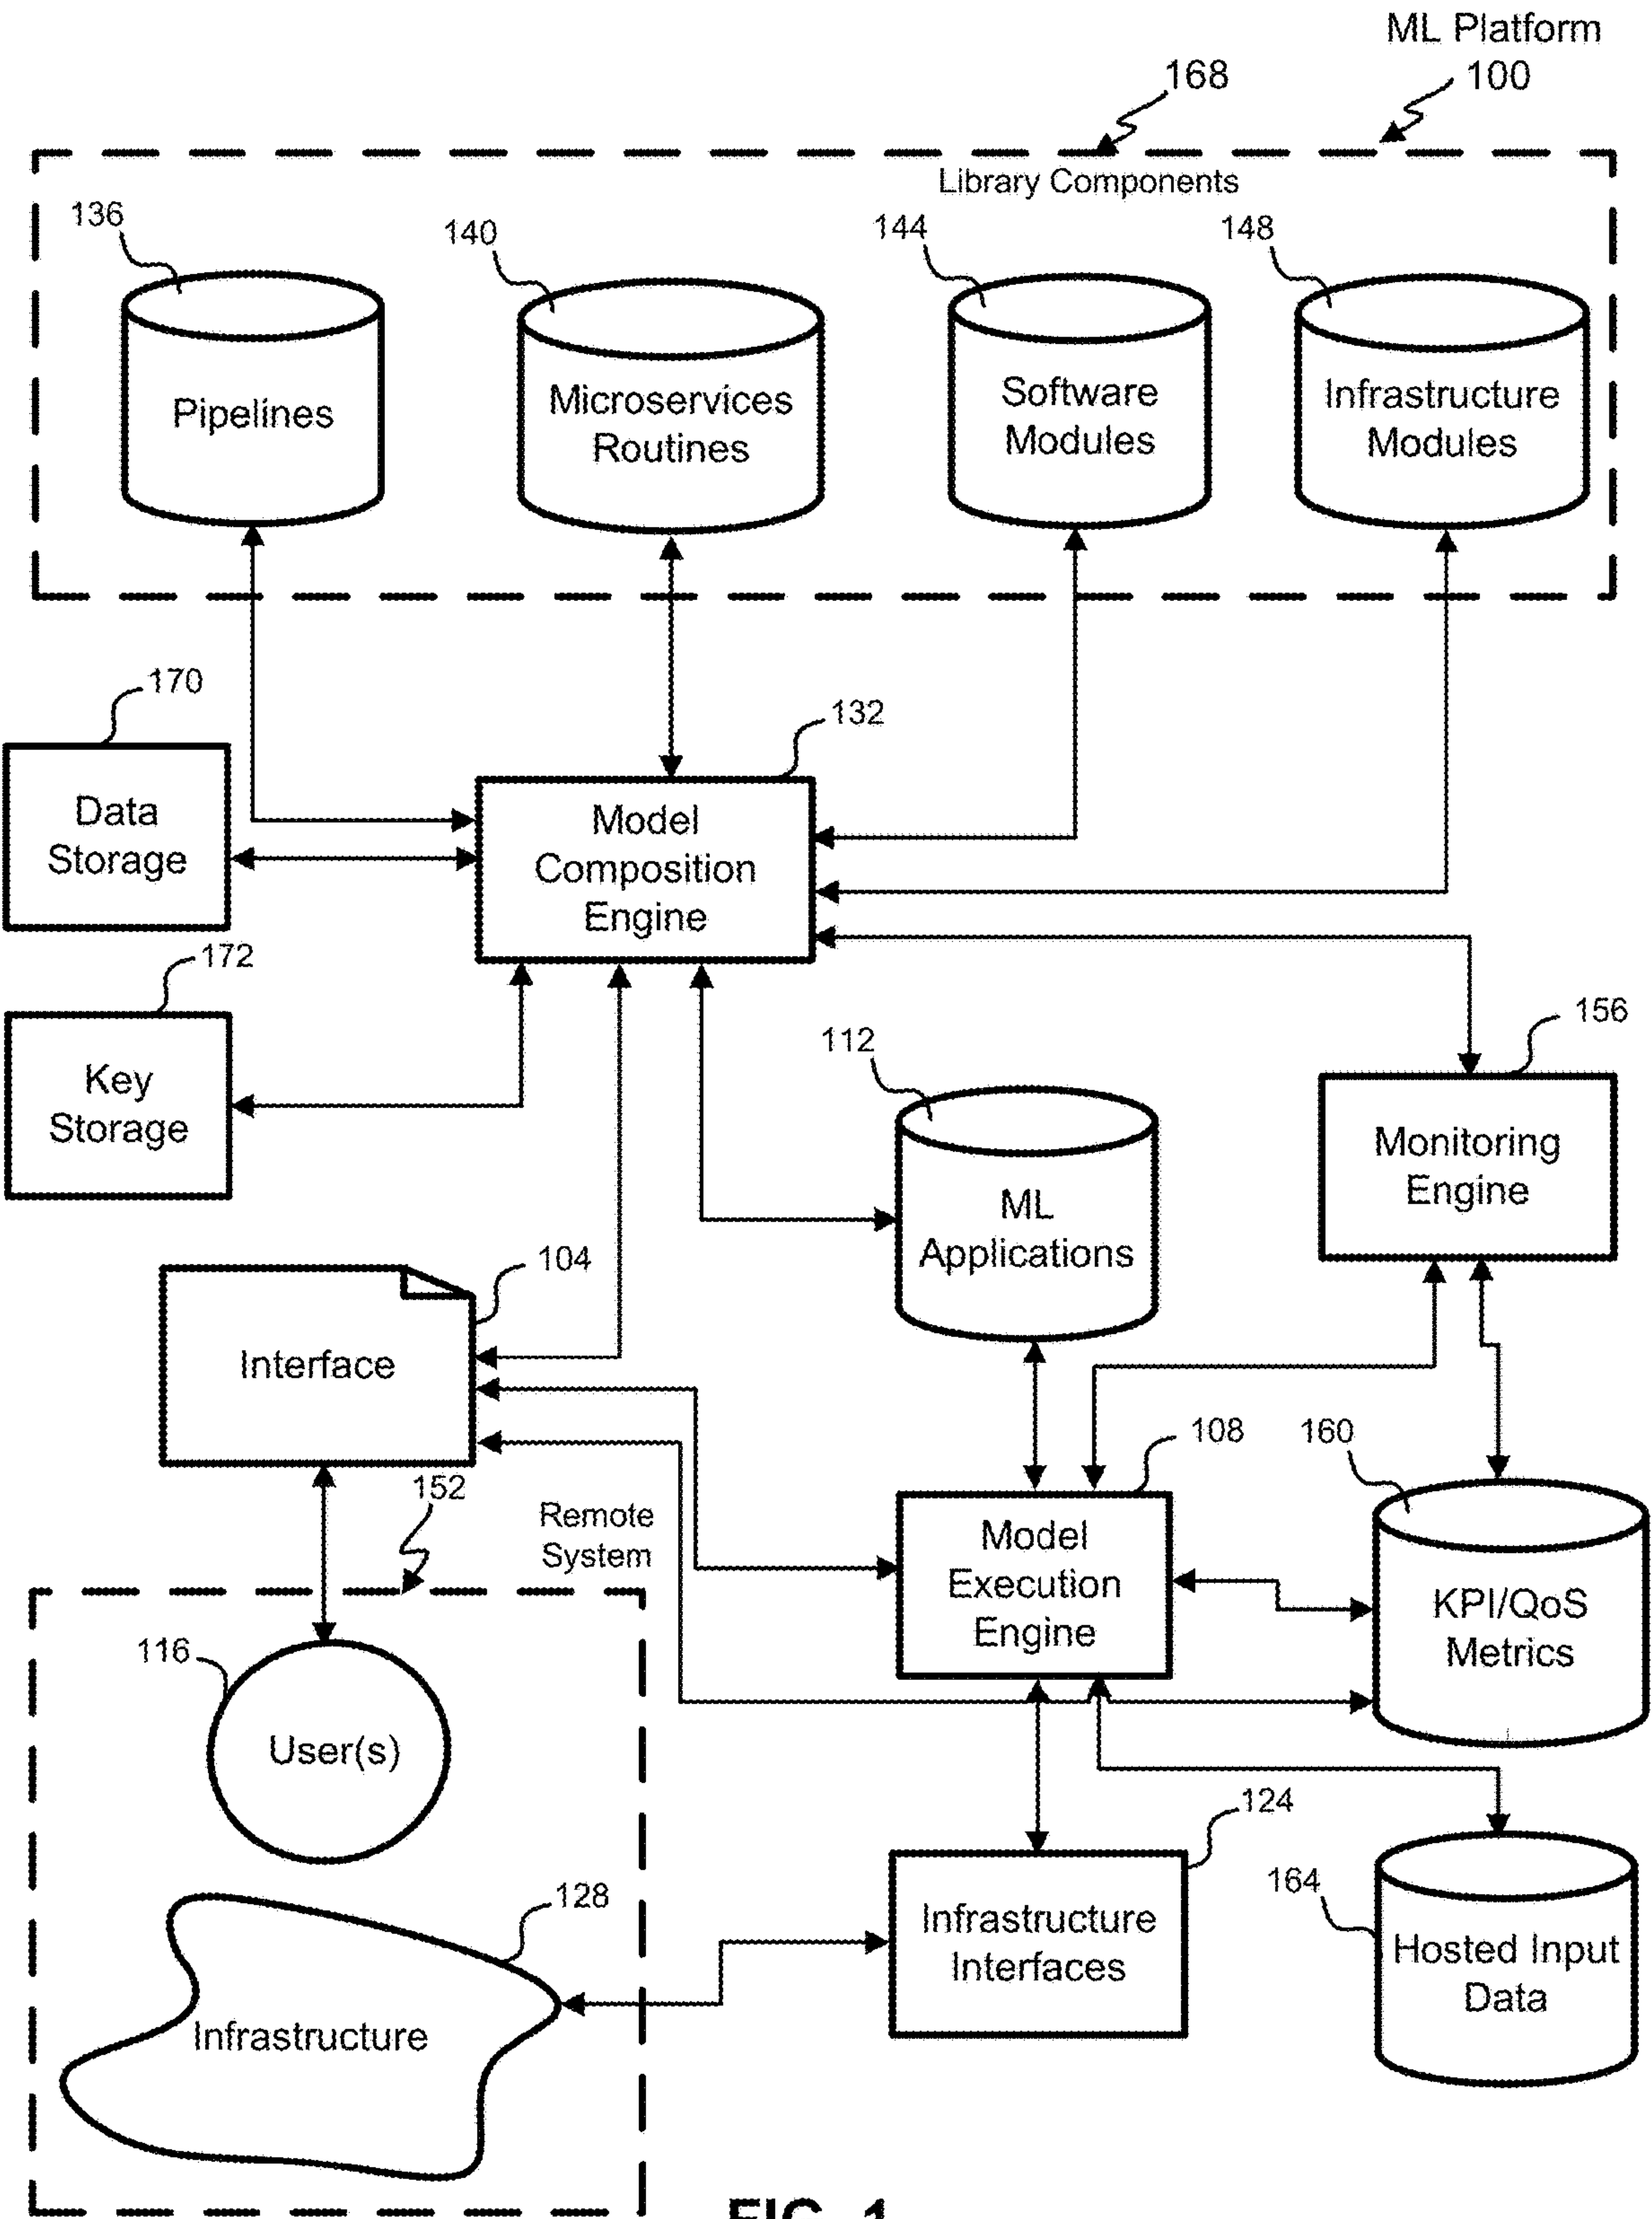 ML Platform
168
100
Library Components
136
140
144
148
Pipelines
Microservices
Routines
Software
Modules
Infrastructure
Modules
170
132
Data
Storage
Model
Composition
Engine
172
156
Key
Storage
112
Monitoring
Engine
ML
Applications
104
Interface
108
160
152
Remote
System
Model
Execution
Engine
KPI/QoS
Metrics
116
User(s)
124
128
164
Infrastructure
Interfaces
Hosted Input
Data
Infrastructure
FIG. 1